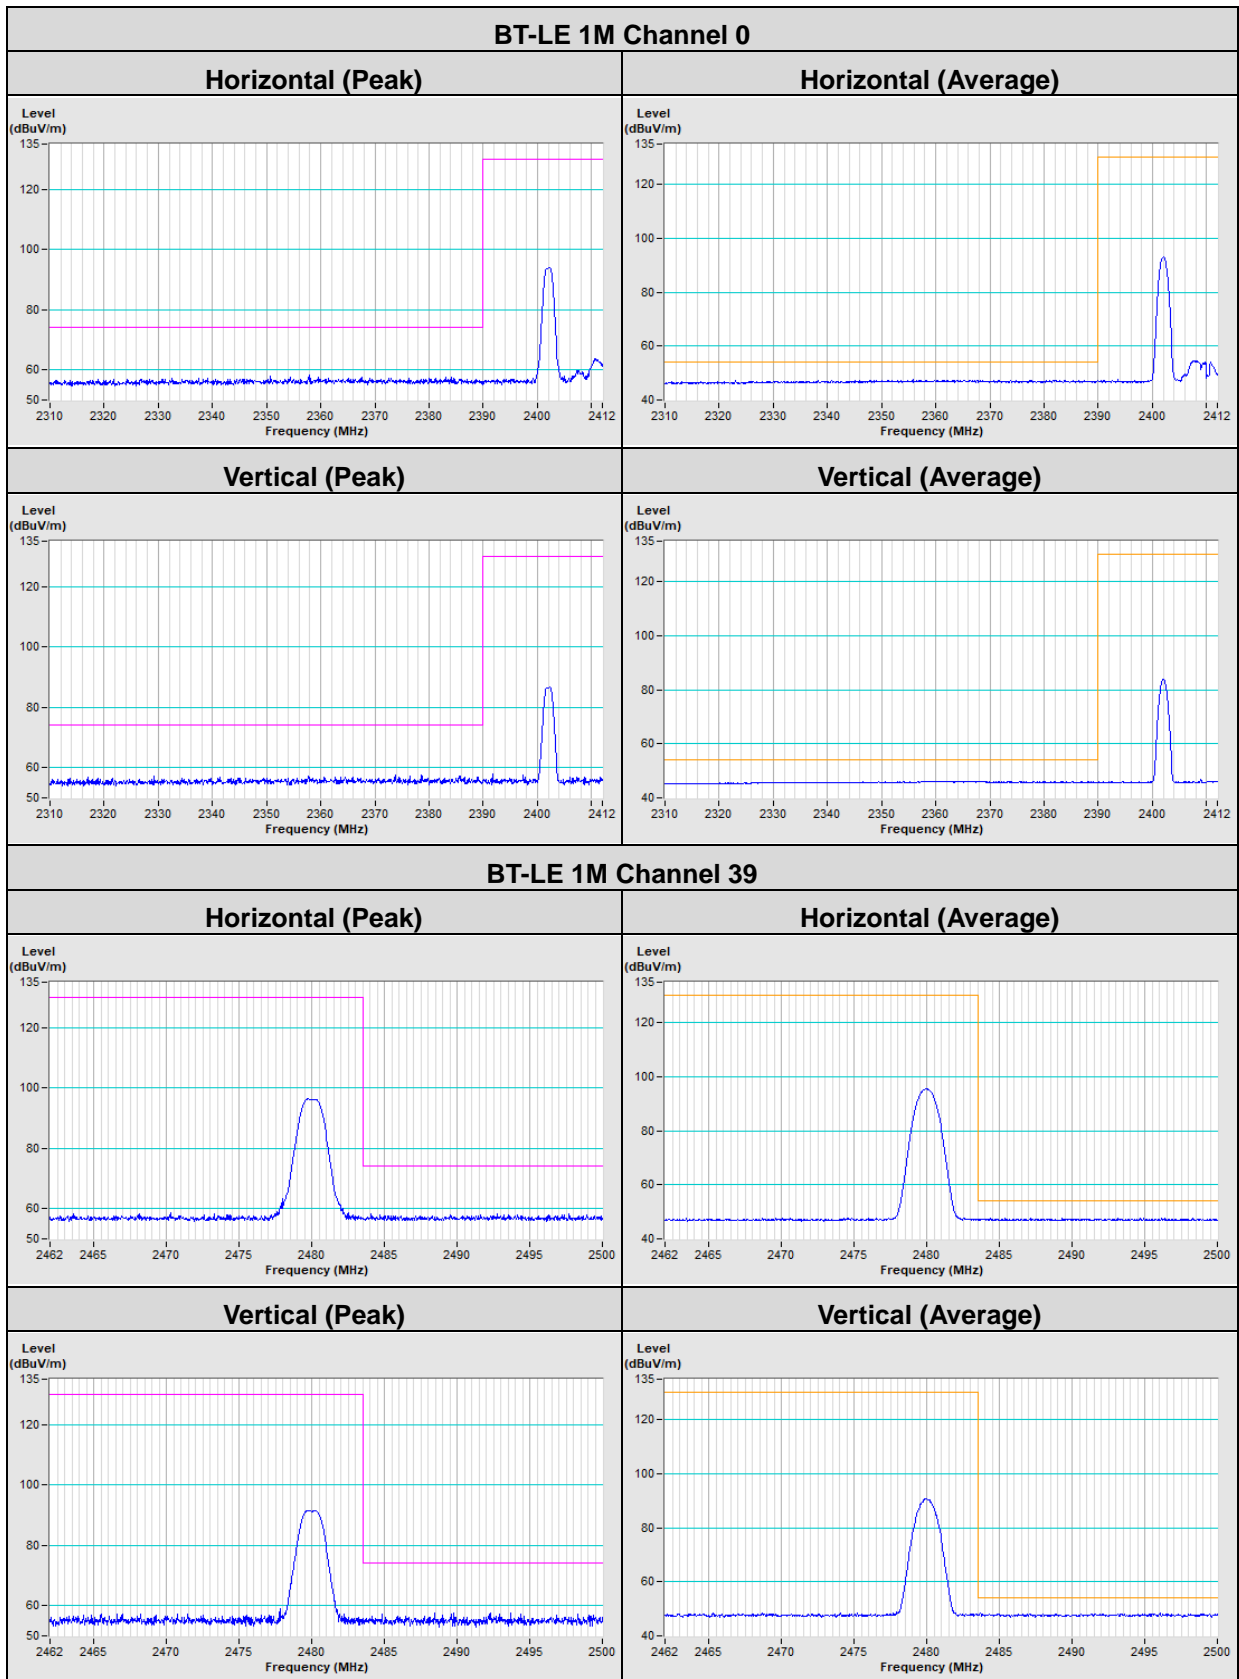 BT-LE 1M Channel 0
Horizontal (Peak)
Horizontal (Average)
Level
(dBuV/m)
135
120
100
80
60
50
2310 2320 2330 2340 2350 2360 2370 2380 2390 2400 2412
Frequency (MHz)
Level
(dBuV/m)
135
120
100
80
60
40
2310 2320 2330 2340 2350 2360 2370 2380 2390 2400 2412
Frequency (MHz)
Vertical (Peak)
Vertical (Average)
Level
(dBuV/m)
135
120
100
80
60
50
2310 2320 2330 2340 2350 2360 2370 2380 2390 2400 2412
Frequency (MHz)
Level
(dBuV/m)
135
120
100
80
60
40
2310 2320 2330 2340 2350 2360 2370 2380 2390 2400 2412
Frequency (MHz)
BT-LE 1M Channel 39
Horizontal (Peak)
Horizontal (Average)
Level
(dBuV/m)
135
120
100
80
60
50
2462 2465 2470 2475 2480 2485 2490 2495 2500
Frequency (MHz)
Level
(dBuV/m)
135
120
100
80
60
40
2462 2465 2470 2475 2480 2485 2490 2495 2500
Frequency (MHz)
Vertical (Peak)
Vertical (Average)
Level
(dBuV/m)
135
120
100
80
60
50
2462 2465 2470 2475 2480 2485 2490 2495 2500
Frequency (MHz)
Level
(dBuV/m)
135
120
100
80
60
40
2462 2465 2470 2475 2480 2485 2490 2495 2500
Frequency (MHz)